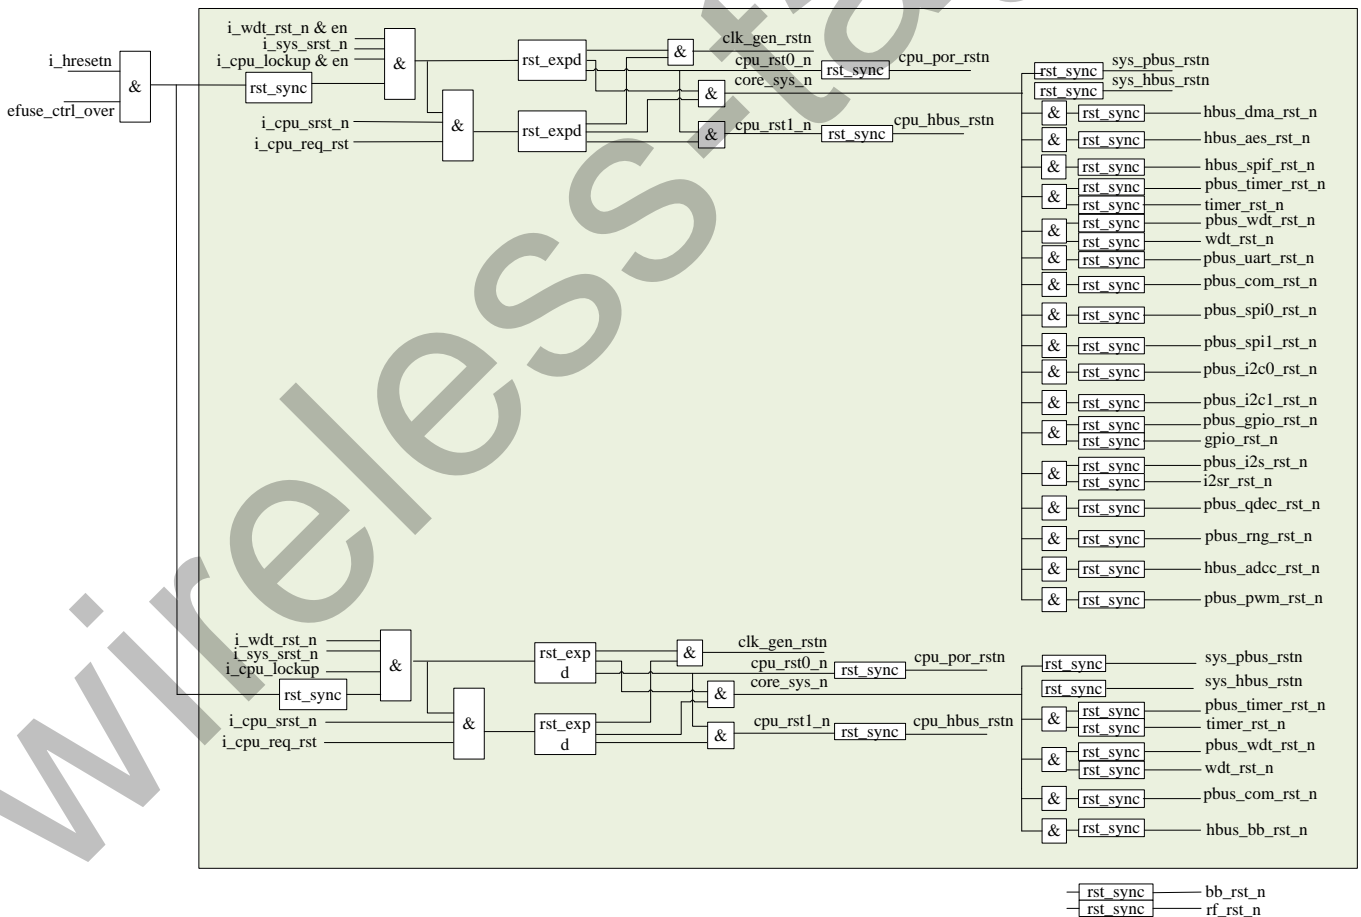 i_wdt_rst_n & en
i_sys_srst_n
i_cpu_lockup & en
i_hresetn
efuse_ctrl_over
&
rst_sync
&
i_cpu_srst_n
i_cpu_req_rst
&
rst_expd
rst_expd
&
&
&
clk_gen_rstn
cpu_rst0_n
rst_sync
cpu_por_rstn
core_sys_n
cpu_rst1_n
rst_sync
cpu_hbus_rstn
rst_sync
sys_pbus_rstn
rst_sync
sys_hbus_rstn
& rst_sync hbus_dma_rst_n
& rst_sync hbus_aes_rst_n
& rst_sync hbus_spif_rst_n
& rst_sync pbus_timer_rst_n
rst_sync timer_rst_n
& rst_sync pbus_wdt_rst_n
rst_sync wdt_rst_n
& rst_sync pbus_uart_rst_n
& rst_sync pbus_com_rst_n
& rst_sync pbus_spi0_rst_n
& rst_sync pbus_spi1_rst_n
& rst_sync pbus_i2c0_rst_n
& rst_sync pbus_i2c1_rst_n
& rst_sync pbus_gpio_rst_n
rst_sync gpio_rst_n
& rst_sync pbus_i2s_rst_n
rst_sync i2sr_rst_n
& rst_sync pbus_qdec_rst_n
& rst_sync pbus_rng_rst_n
& rst_sync hbus_adcc_rst_n
& rst_sync pbus_pwm_rst_n
i_wdt_rst_n
i_sys_srst_n
i_cpu_lockup
rst_sync
&
i_cpu_srst_n
i_cpu_req_rst
&
rst_exp
d
rst_exp
d
&
&
&
clk_gen_rstn
cpu_rst0_n
rst_sync
cpu_por_rstn
core_sys_n
cpu_rst1_n
rst_sync
cpu_hbus_rstn
rst_sync sys_pbus_rstn
rst_sync sys_hbus_rstn
& rst_sync pbus_timer_rst_n
rst_sync timer_rst_n
& rst_sync pbus_wdt_rst_n
rst_sync wdt_rst_n
& rst_sync pbus_com_rst_n
& rst_sync hbus_bb_rst_n
rst_sync bb_rst_n
rst_sync rf_rst_n
wireless-ta